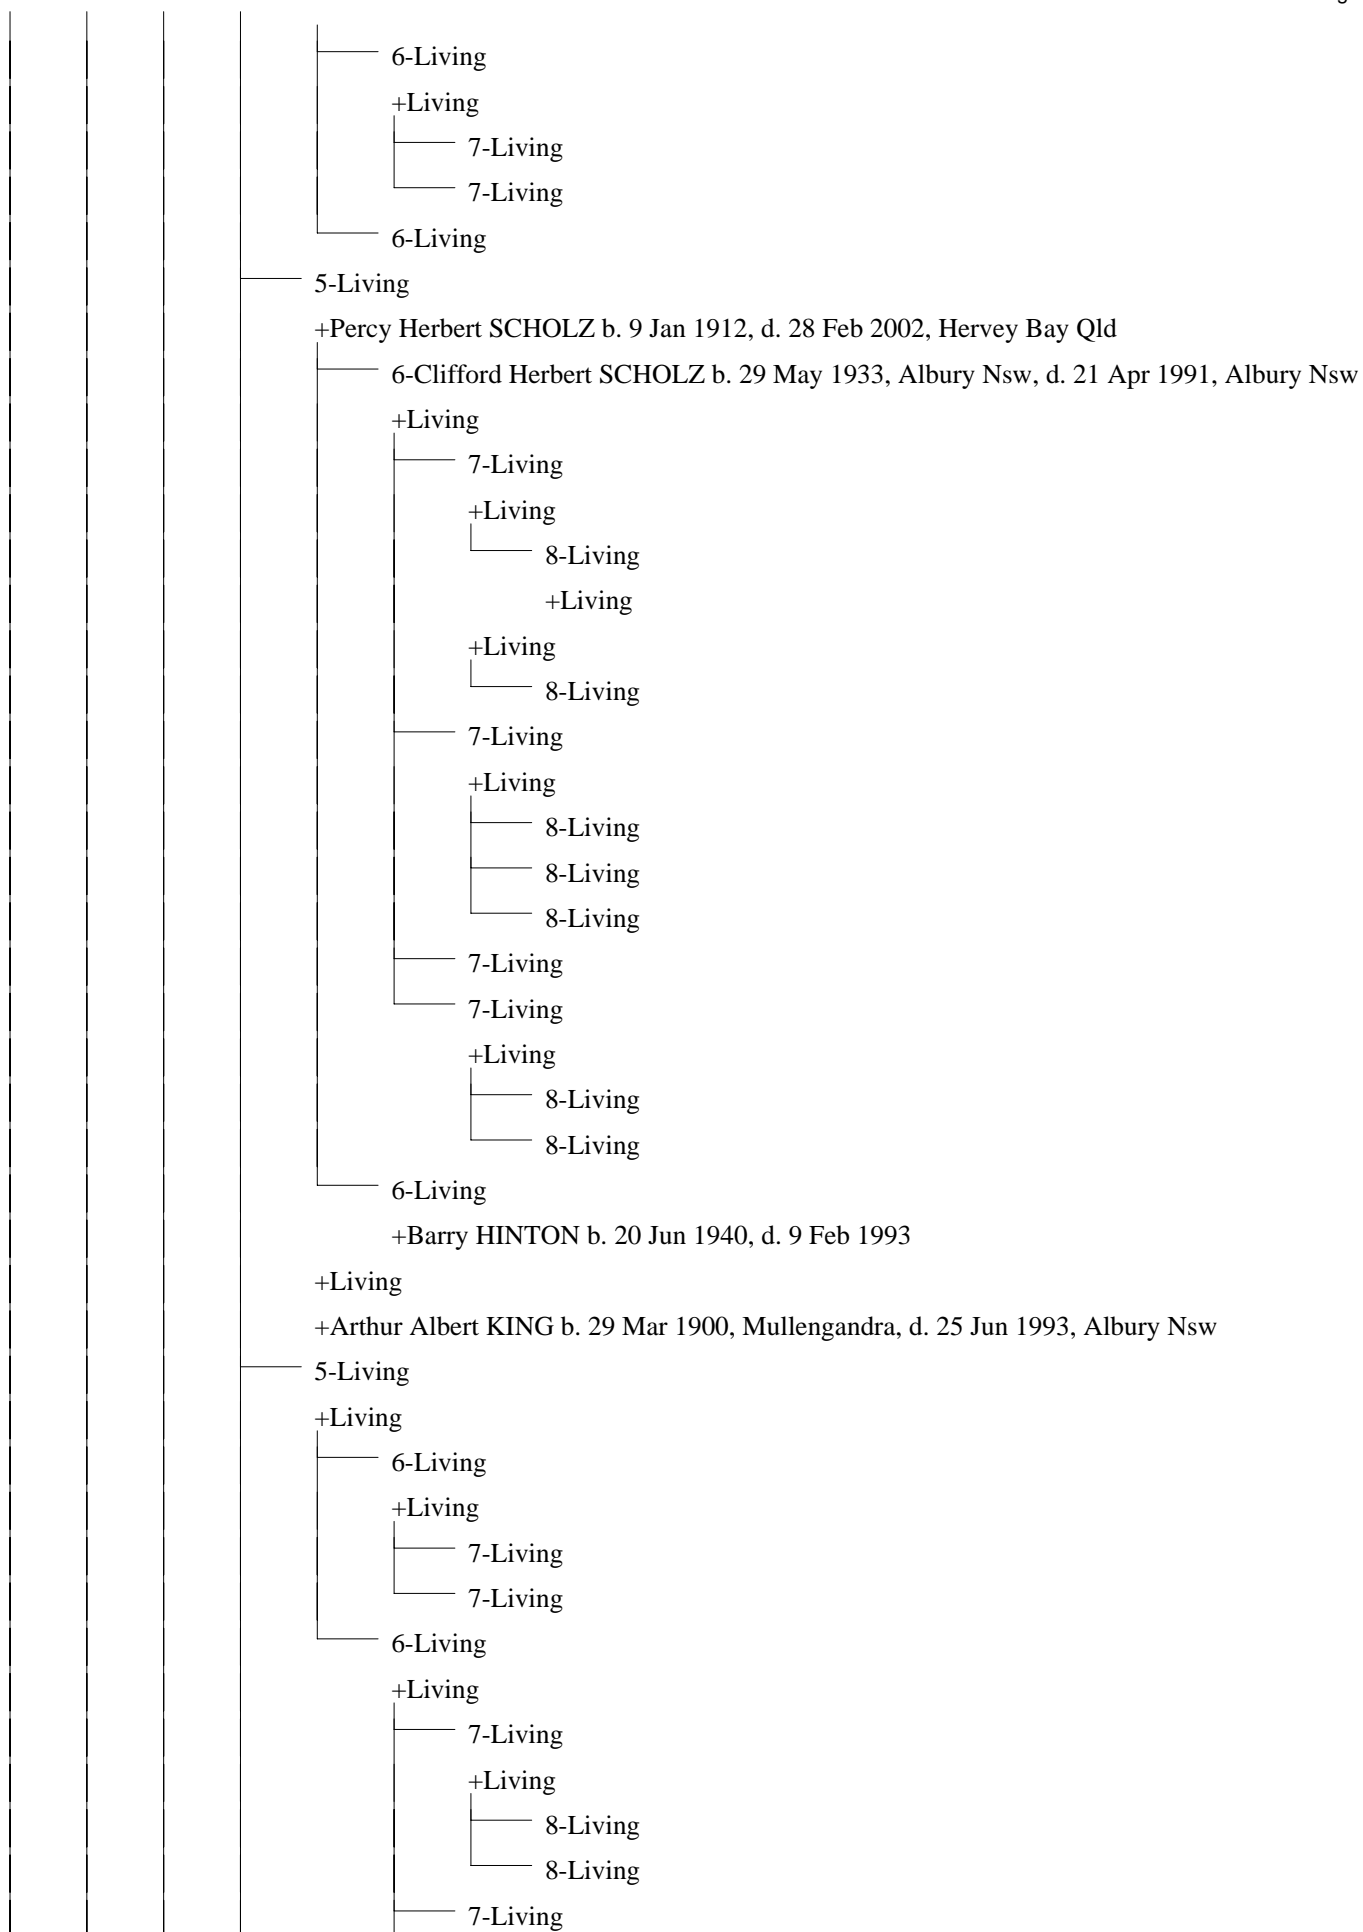 6-Living
+Living
7-Living
7-Living
6-Living
5-Living
+Percy Herbert SCHOLZ b. 9 Jan 1912, d. 28 Feb 2002, Hervey Bay Qld
6-Clifford Herbert SCHOLZ b. 29 May 1933, Albury Nsw, d. 21 Apr 1991, Albury Nsw
+Living
7-Living
+Living
8-Living
+Living
+Living
8-Living
7-Living
+Living
8-Living
8-Living
8-Living
7-Living
7-Living
+Living
8-Living
8-Living
6-Living
+Barry HINTON b. 20 Jun 1940, d. 9 Feb 1993
+Living
+Arthur Albert KING b. 29 Mar 1900, Mullengandra, d. 25 Jun 1993, Albury Nsw
5-Living
+Living
6-Living
+Living
7-Living
7-Living
6-Living
+Living
7-Living
+Living
8-Living
8-Living
7-Living